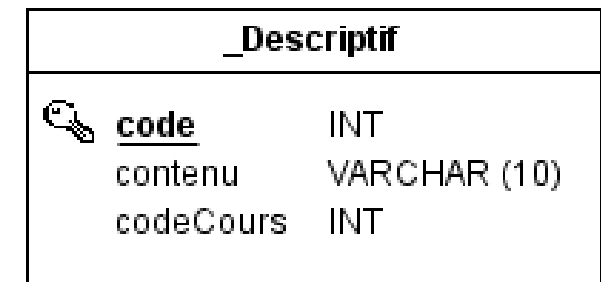 _Descriptif
code INT
contenu VARCHAR (10)
codeCours INT